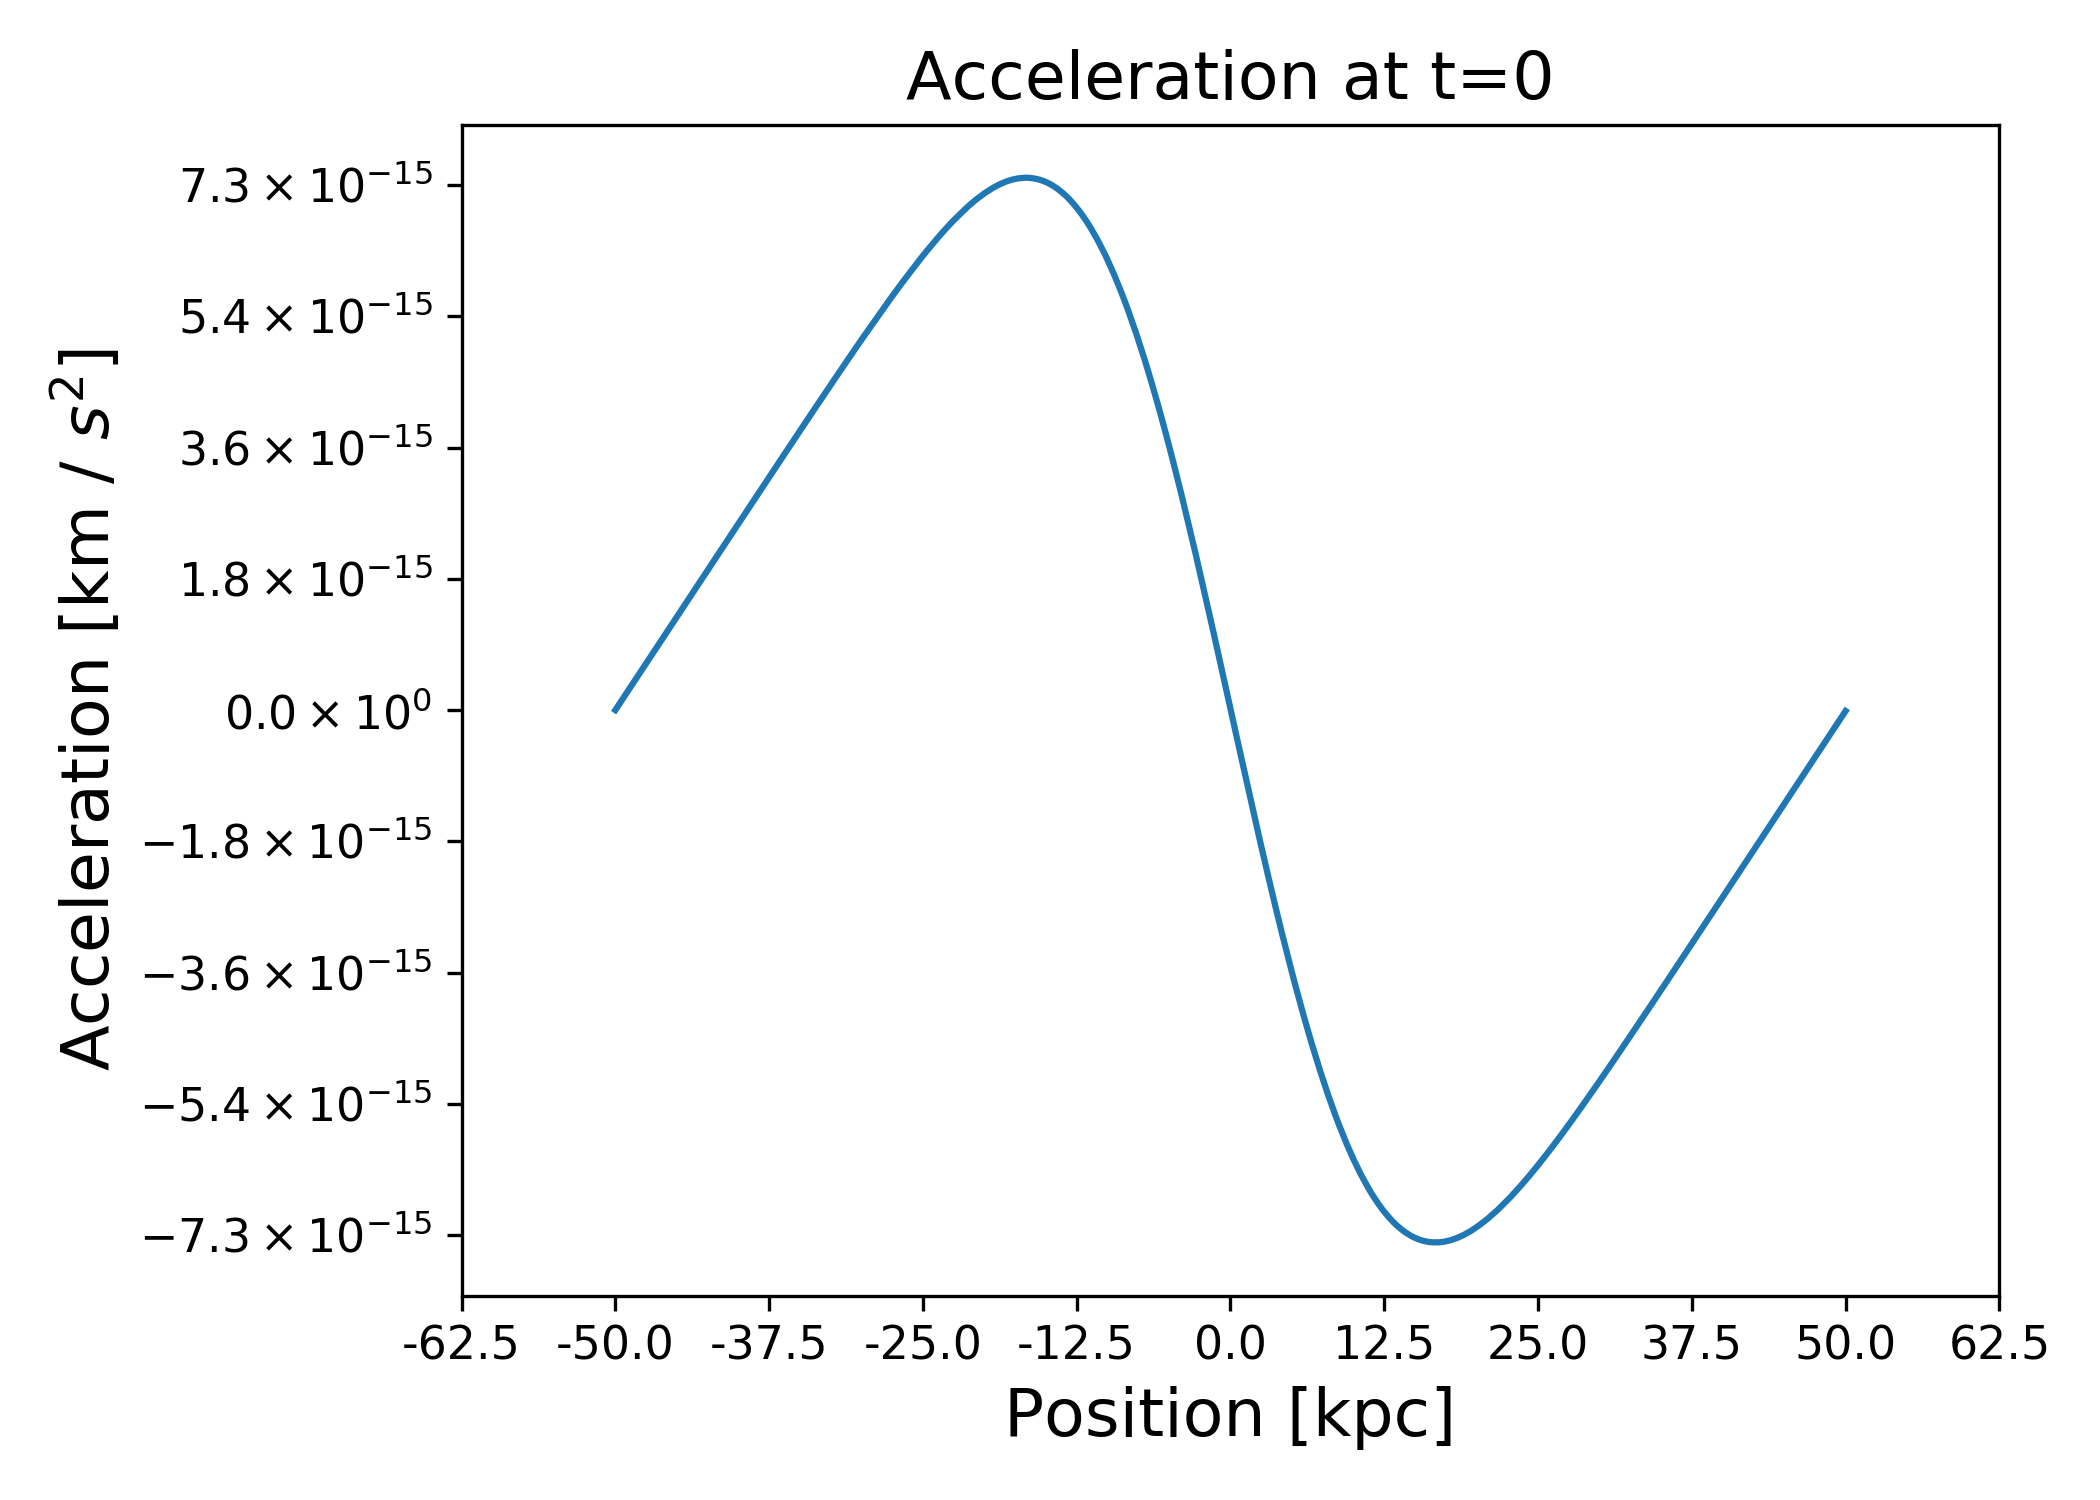 Acceleration at t=0
Acceleration [km / s²]
7.3 × 10⁻¹⁵
5.4 × 10⁻¹⁵
3.6 × 10⁻¹⁵
1.8 × 10⁻¹⁵
0.0 × 10⁰
−1.8 × 10⁻¹⁵
−3.6 × 10⁻¹⁵
−5.4 × 10⁻¹⁵
−7.3 × 10⁻¹⁵
-62.5 -50.0 -37.5 -25.0 -12.5 0.0 12.5 25.0 37.5 50.0 62.5
Position [kpc]